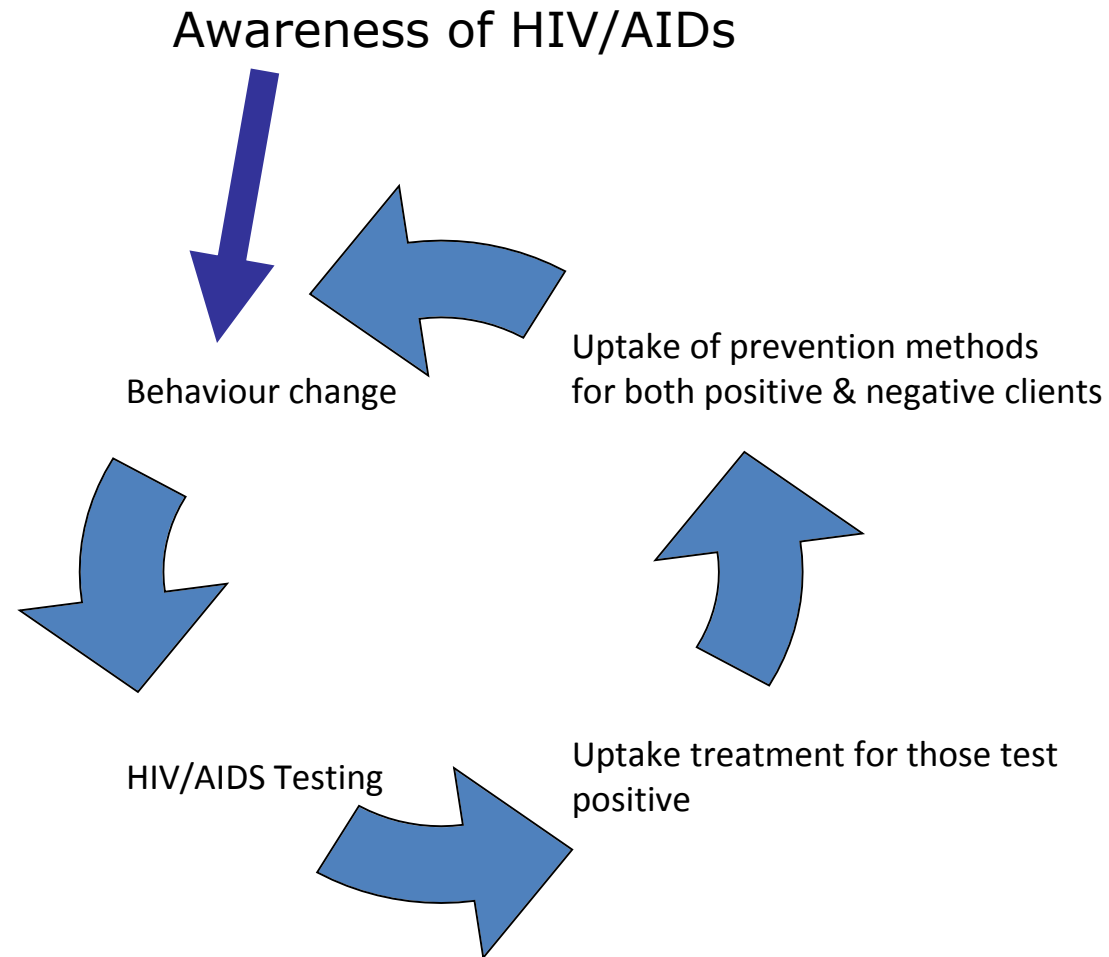 Awareness of HIV/AIDs
Uptake of prevention methods
for both positive & negative clients
Behaviour change
HIV/AIDS Testing
Uptake treatment for those test
positive